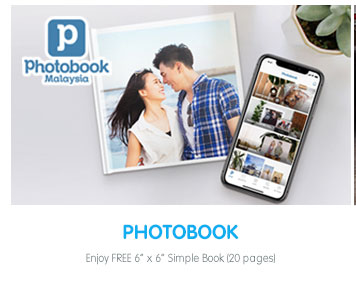 p
Photobook
Malaysia
PHOTOBOOK
Enjoy FREE 6" x 6" Simple Book (20 pages)